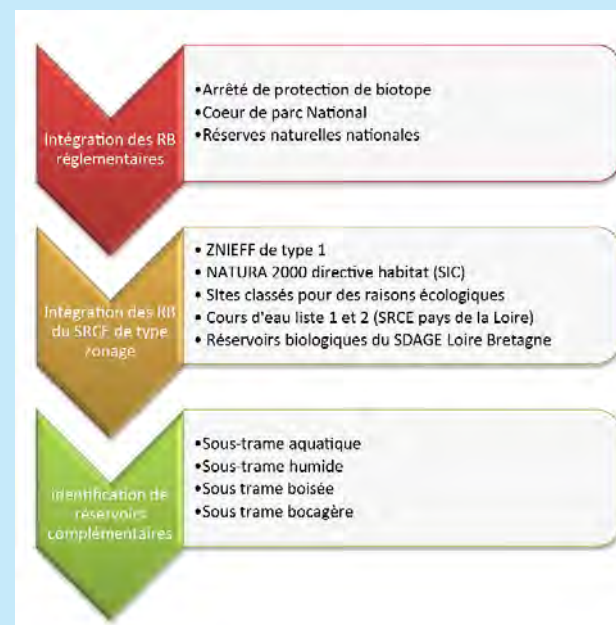 Intégration des RB
réglementaires
•Arrêté de protection de biotope
•Coeur de parc National
•Réserves naturelles nationales
Intégration des RB
du SRCE de type
zonage
• ZNIEFF de type 1
• NATURA 2000 directive habitat (SIC)
• Sites classés pour des raisons écologiques
• Cours d'eau liste 1 et 2 (SRCE pays de la Loire)
• Réservoirs biologiques du SDAGE Loire Bretagne
Identification de
réservoirs
complémentaires
•Sous-trame aquatique
•Sous-trame humide
•Sous trame boisée
•Sous trame bocagère